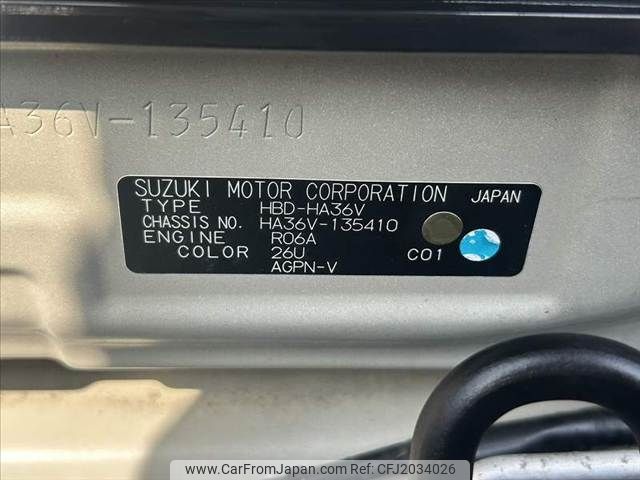 A36V-135410
SUZUKI MOTOR CORPORATION JAPAN
TYPE HBD-HA36V
CHASSIS NO. HA36V-135410
ENGINE R06A
COLOR 26U C01
AGPN-V
www.CarFromJapan.com | Ref No. CFJ2034026